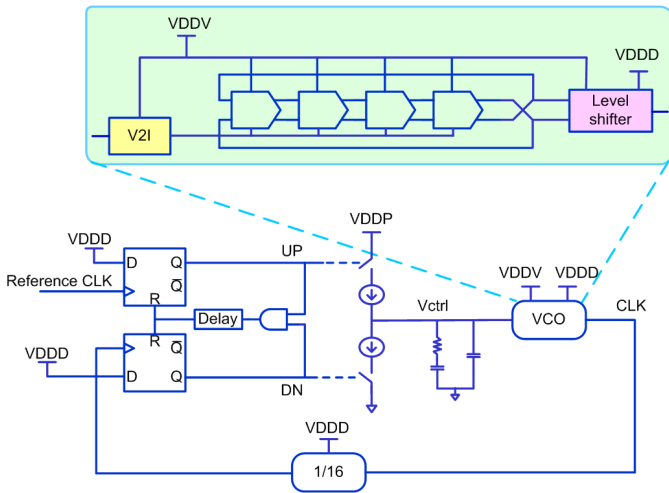 VDDV
VDDD
V2I
Level
shifter
VDDP
VDDD
UP
D
Q
Q
Reference CLK
R
Delay
Vctrl
VDDV
VDDD
VCO
CLK
R
Q
VDDD
D
Q
DN
VDDD
1/16